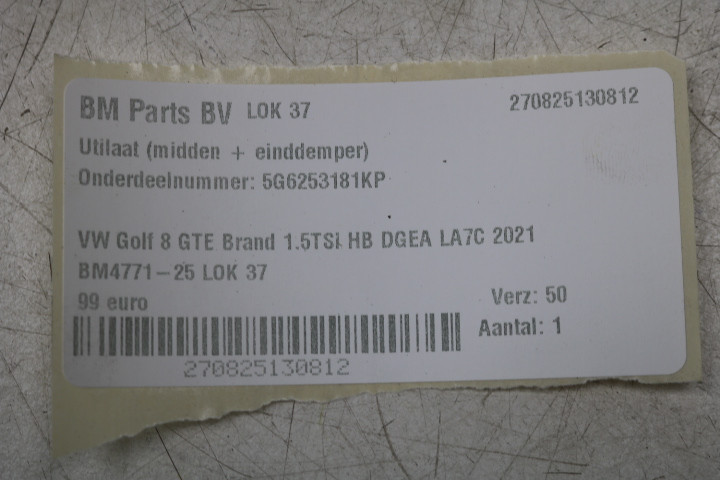 BM Parts BV LOK 37 270825130812
Utilaat (midden + einddemper)
Onderdeelnummer: 5G6253181KP
VW Golf 8 GTE Brand 1.5TSi HB DGEA LA7C 2021
BM4771-25 LOK 37
99 euro Verz: 50
Aantal: 1
270825130812